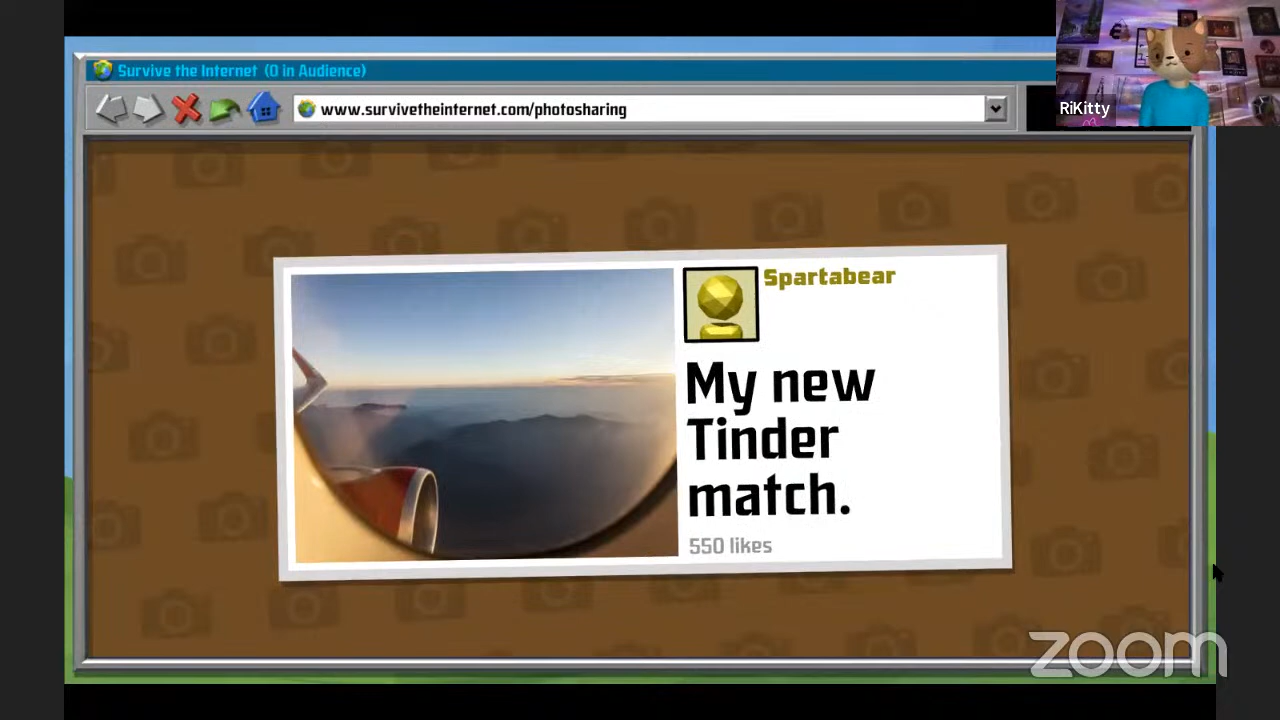 Survive the Internet (0 in Audience)
www.survivetheinternet.com/photosharing
RiKitty
Spartabear
My new
Tinder
match.
550 likes
zoom